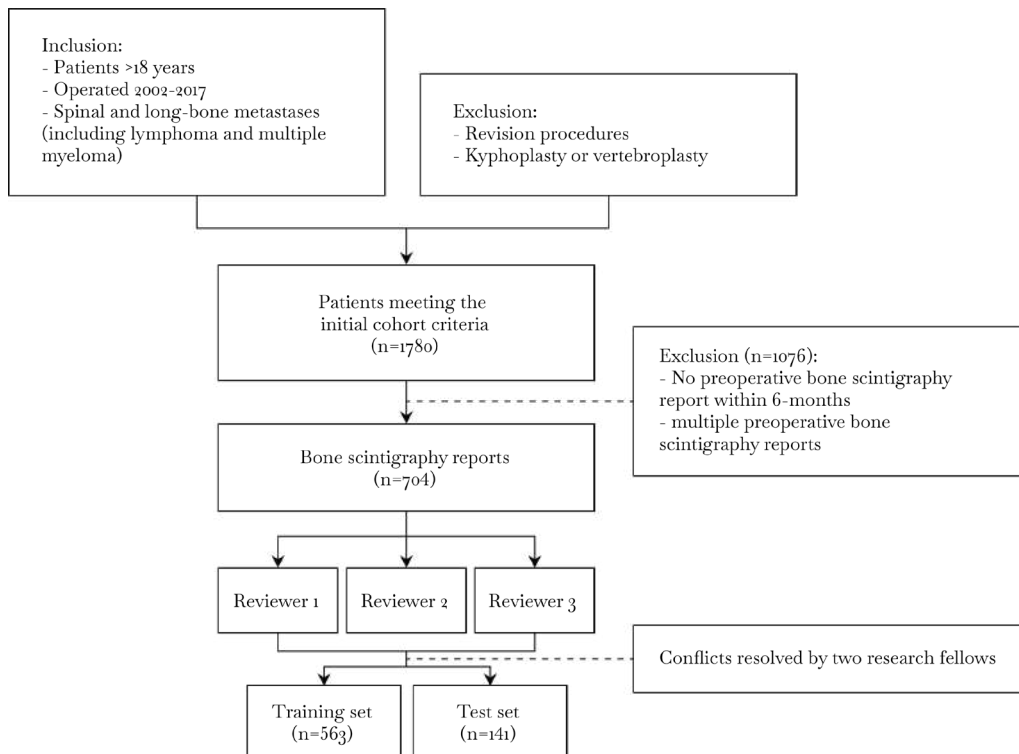 Inclusion:
- Patients >18 years
- Operated 2002-2017
- Spinal and long-bone metastases
(including lymphoma and multiple
myeloma)
Exclusion:
- Revision procedures
- Kyphoplasty or vertebroplasty
Patients meeting the
initial cohort criteria
(n=1780)
Exclusion (n=1076):
- No preoperative bone scintigraphy
report within 6-months
- multiple preoperative bone
scintigraphy reports
Bone scintigraphy reports
(n=704)
Reviewer 1
Reviewer 2
Reviewer 3
Conflicts resolved by two research fellows
Training set
(n=563)
Test set
(n=141)